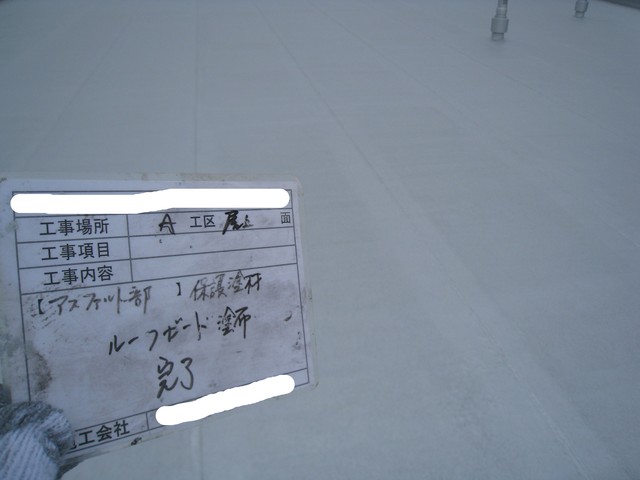 工事場所 A 工区 屋上 面
工事項目
工事内容
【アスファルト部 】保護塗材
ルーフガード塗布
完了
工会社